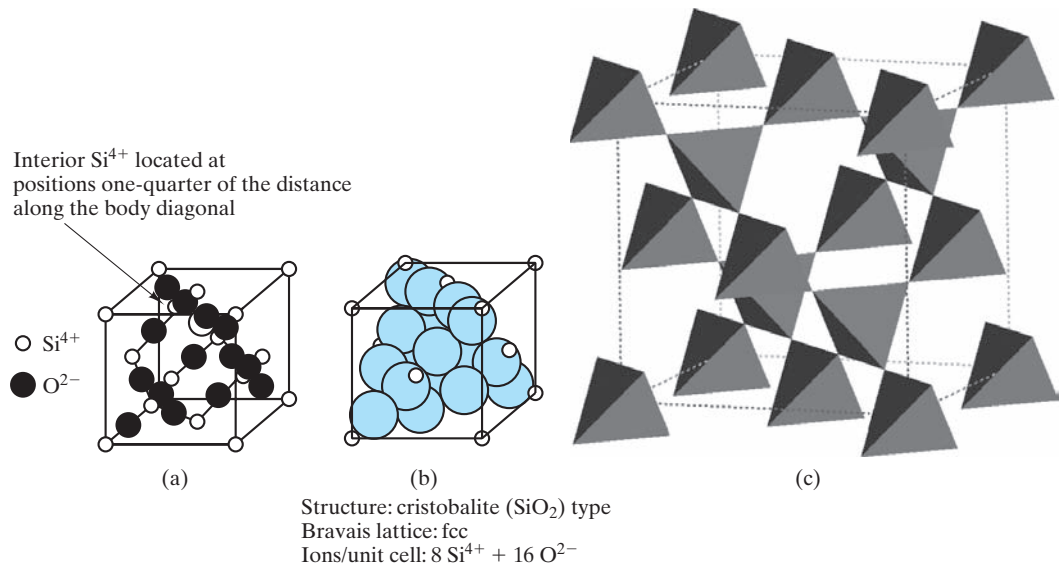 Interior Si⁴⁺ located at
positions one-quarter of the distance
along the body diagonal
Si⁴⁺
O²⁻
(a)
(b)
(c)
Structure: cristobalite (SiO₂) type
Bravais lattice: fcc
Ions/unit cell: 8 Si⁴⁺ + 16 O²⁻